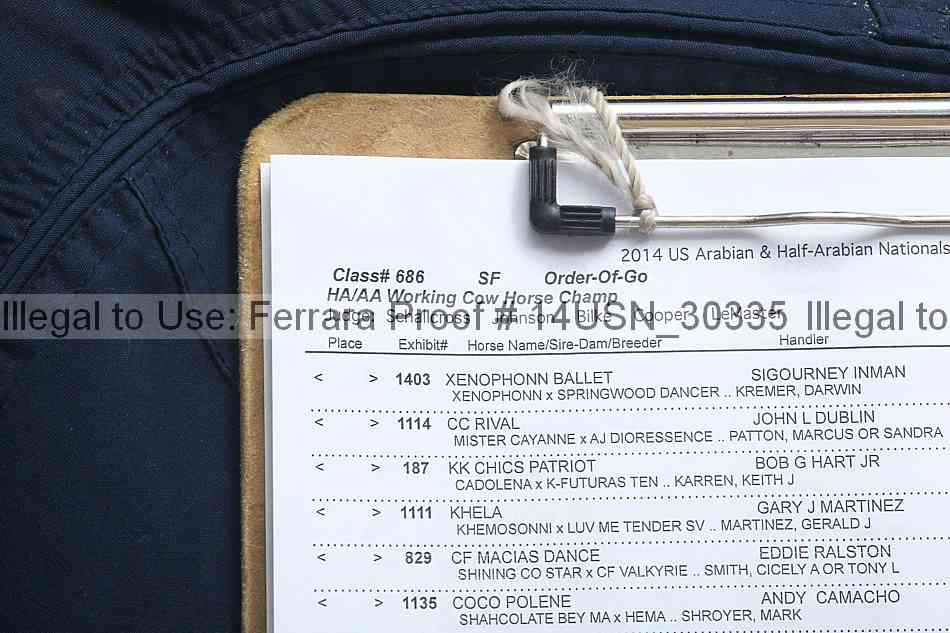 2014 US Arabian & Half-Arabian Nationals
Class# 686 SF Order-Of-Go
HA/AA Working Cow Horse Champ
Illegal to Use: Ferrara Proof # 14USN_30335 Illegal to
Judge: Schallcross Johnson Bilke Cooper LeMaster
Place Exhibit# Horse Name/Sire-Dam/Breeder Handler
< > 1403 XENOPHONN BALLET SIGOURNEY INMAN
XENOPHONN x SPRINGWOOD DANCER .. KREMER, DARWIN
< > 1114 CC RIVAL JOHN L DUBLIN
MISTER CAYANNE x AJ DIORESSENCE .. PATTON, MARCUS OR SANDRA
< > 187 KK CHICS PATRIOT BOB G HART JR
CADOLENA x K-FUTURAS TEN .. KARREN, KEITH J
< > 1111 KHELA GARY J MARTINEZ
KHEMOSONNI x LUV ME TENDER SV .. MARTINEZ, GERALD J
< > 829 CF MACIAS DANCE EDDIE RALSTON
SHINING CO STAR x CF VALKYRIE .. SMITH, CICELY A OR TONY L
< > 1135 COCO POLENE ANDY CAMACHO
SHAHCOLATE BEY MA x HEMA .. SHROYER, MARK